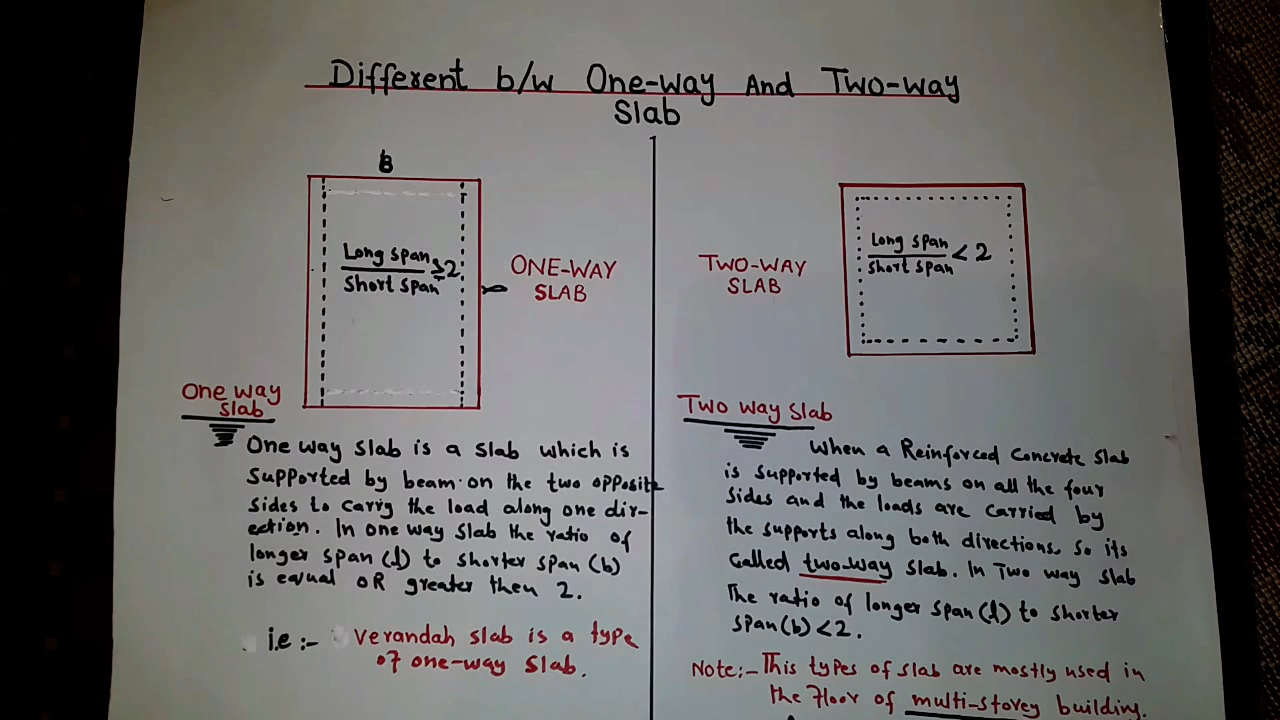 Different b/w One-way And Two-way
Slab
B
Long span
short span
≥2
ONE-WAY
SLAB
One way
slab
One way slab is a slab which is
supported by beam on the two opposite
sides to carry the load along one dir-
ection. In one way slab the ratio of
longer span (l) to shorter span (b)
is equal OR greater then 2.
i.e:- Verandah slab is a type
of one-way slab.
TWO-WAY
SLAB
Long span
short span
< 2
Two way slab
When a Reinforced Concrete slab
is supported by beams on all the four
sides and the loads are carried by
the supports along both directions, so its
called two-way slab. In Two way slab
The ratio of longer span (l) to shorter
span (b) < 2.
Note:- This types of slab are mostly used in
the floor of multi-storey building.